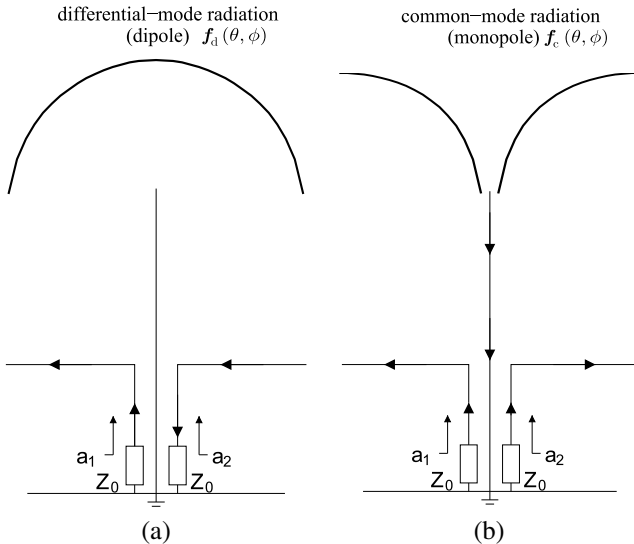 differential–mode radiation
(dipole) f_d (θ, ϕ)
a1
Z0
a2
Z0
(a)
common–mode radiation
(monopole) f_c (θ, ϕ)
a1
Z0
a2
Z0
(b)